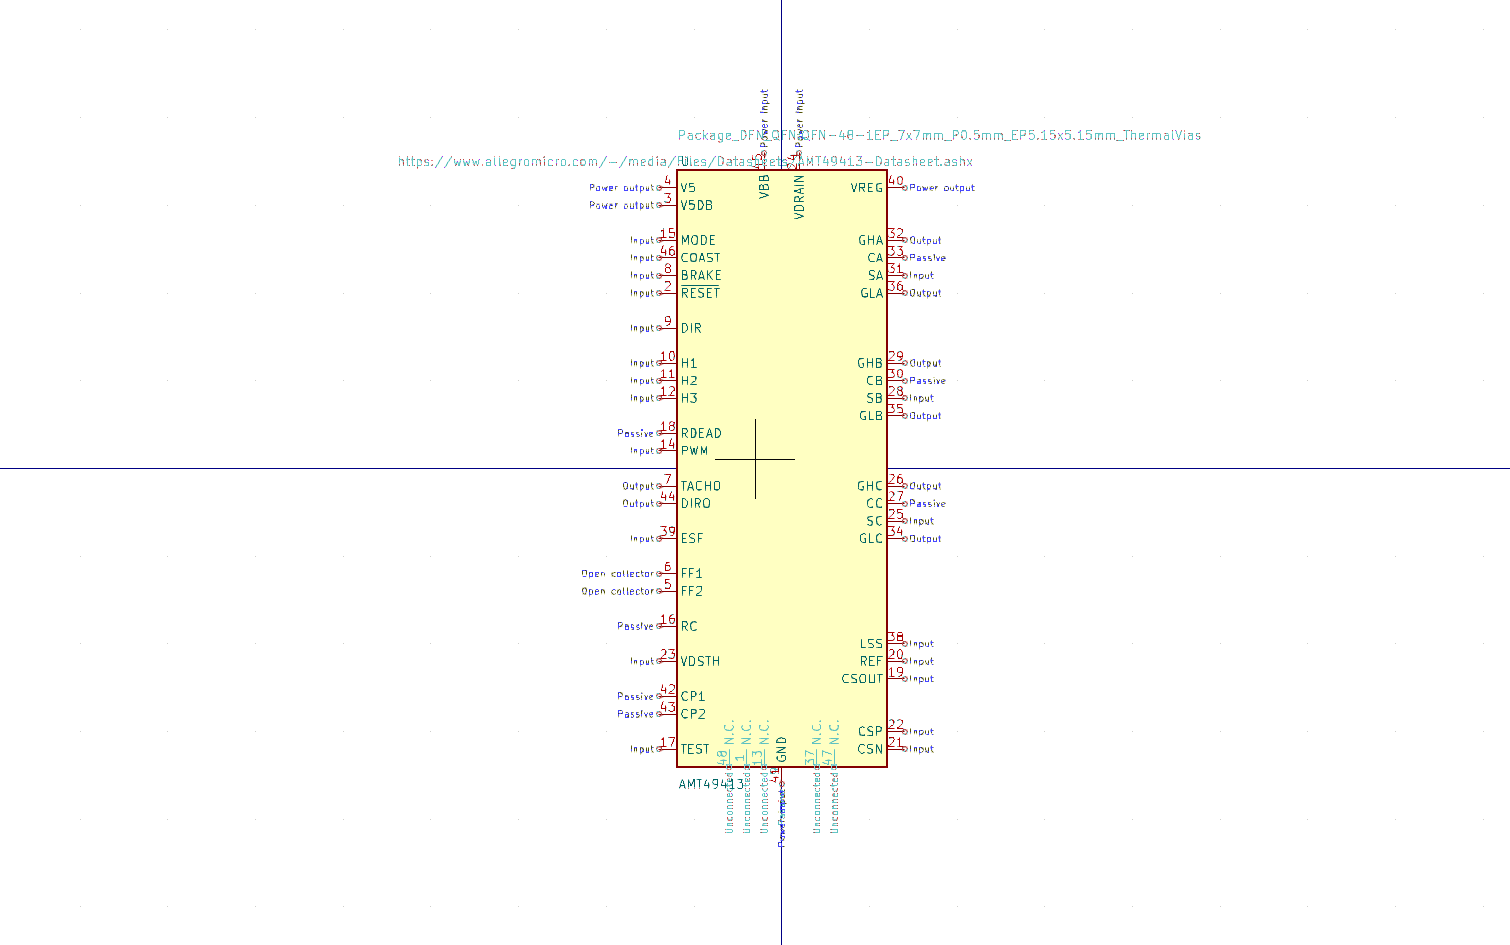 Power input
Power input
Package_DFN_QFN:QFN-48-1EP_7x7mm_P0.5mm_EP5.15x5.15mm_ThermalVias
https://www.allegromicro.com/~/media/Files/Datasheets/AMT49413-Datasheet.ashx
U
45 VBB
24 VDRAIN
Power output 4 V5
VREG 40 Power output
Power output 3 V5DB
Input 15 MODE
GHA 32 Output
Input 46 COAST
CA 33 Passive
Input 8 BRAKE
SA 31 Input
Input 2 RESET
GLA 36 Output
Input 9 DIR
Input 10 H1
GHB 29 Output
Input 11 H2
CB 30 Passive
Input 12 H3
SB 28 Input
GLB 35 Output
Passive 18 RDEAD
Input 14 PWM
Output 7 TACHO
GHC 26 Output
Output 44 DIRO
CC 27 Passive
SC 25 Input
Input 39 ESF
GLC 34 Output
Open collector 6 FF1
Open collector 5 FF2
Passive 16 RC
LSS 38 Input
Input 23 VDSTH
REF 20 Input
CSOUT 19 Input
Passive 42 CP1
Passive 43 CP2
CSP 22 Input
Input 17 TEST
CSN 21 Input
Unconnected 48 N.C.
Unconnected 1 N.C.
Unconnected 13 N.C.
Power input 41 GND
Unconnected 37 N.C.
Unconnected 47 N.C.
AMT49413